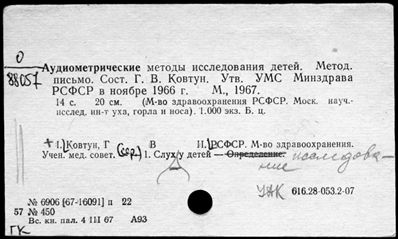 0
88057
Аудиометрические методы исследования детей. Метод.
письмо. Сост. Г. В. Ковтун. Утв. УМС Минздрава
РСФСР в ноябре 1966 г. М., 1967.
14 с. 20 см. (М-во здравоохранения РСФСР. Моск. науч.-
исслед. ин-т уха, горла и носа). 1.000 экз. Б. ц.
+ I. Ковтун, Г В II. РСФСР. М-во здравоохранения.
Учен. мед. совет. (сер.) 1. Слух у детей — Определение. исследова-
ние
УДК 616.28-053.2-07
№ 6906 [67-16091] п 22
57 № 450
Вс. кн. пал. 4 III 67 А93
ГК